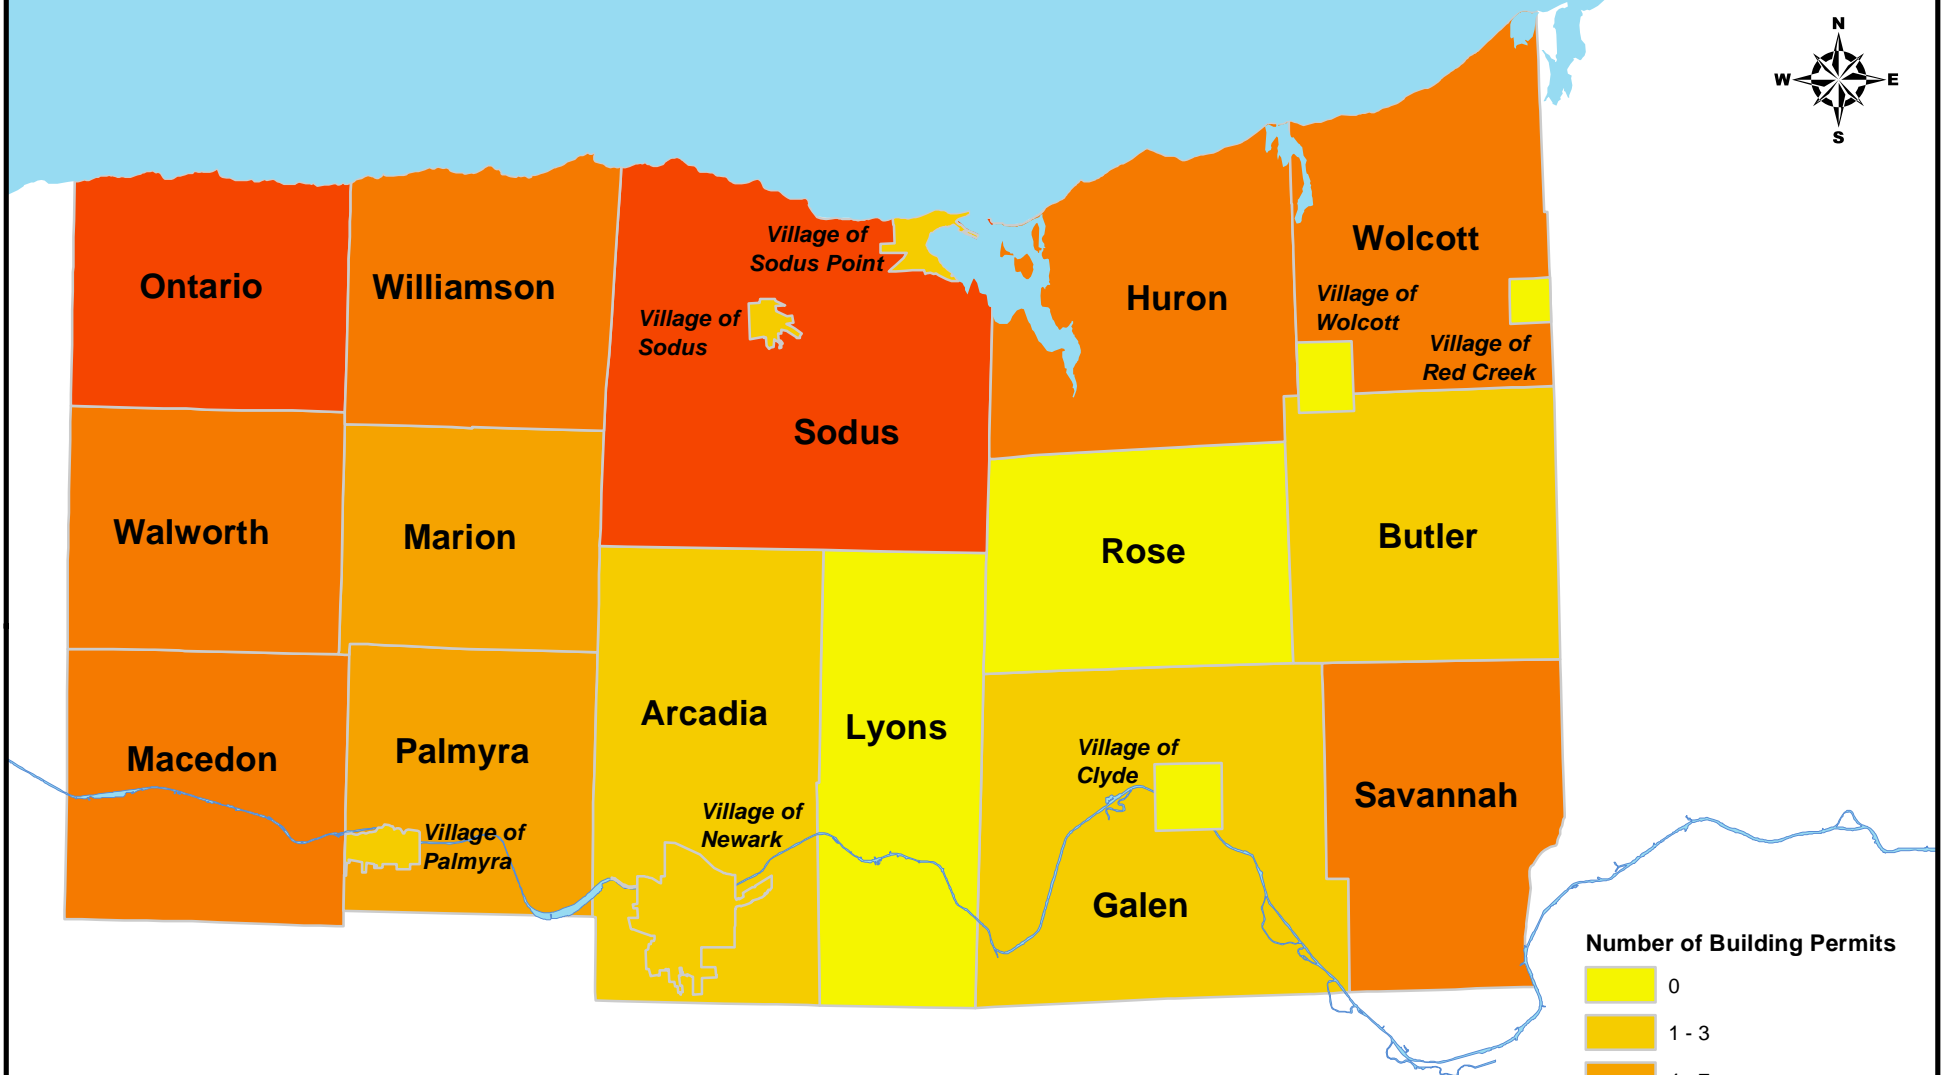 N
W
E
S
Ontario
Williamson
Village of
Sodus Point
Village of
Sodus
Sodus
Huron
Wolcott
Village of
Wolcott
Village of
Red Creek
Walworth
Marion
Rose
Butler
Macedon
Palmyra
Village of
Palmyra
Arcadia
Village of
Newark
Lyons
Village of
Clyde
Galen
Savannah
Number of Building Permits
0
1 - 3